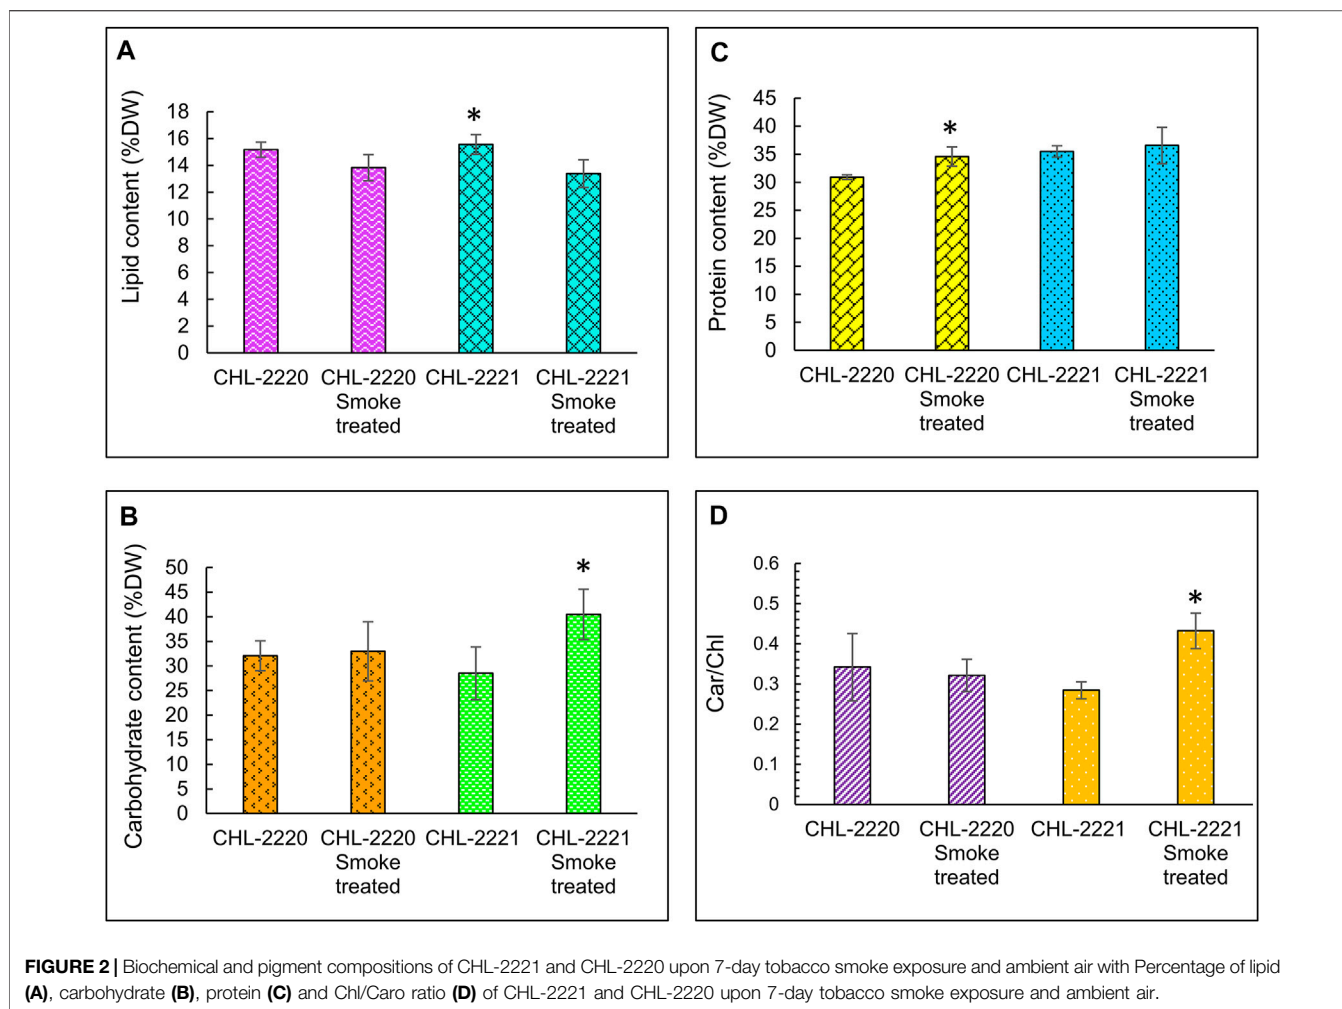 A
Lipid content (%DW)
18
16
14
12
10
8
6
4
2
0
*
CHL-2220 CHL-2220 CHL-2221 CHL-2221
Smoke Smoke
treated treated
C
Protein content (%DW)
45
40
35
30
25
20
15
10
5
0
*
CHL-2220 CHL-2220 CHL-2221 CHL-2221
Smoke Smoke
treated treated
B
Carbohydrate content (%DW)
50
45
40
35
30
25
20
15
10
5
0
*
CHL-2220 CHL-2220 CHL-2221 CHL-2221
Smoke Smoke
treated treated
D
Car/Chl
0.6
0.5
0.4
0.3
0.2
0.1
0
*
CHL-2220 CHL-2220 CHL-2221 CHL-2221
Smoke Smoke
treated treated
FIGURE 2 | Biochemical and pigment compositions of CHL-2221 and CHL-2220 upon 7-day tobacco smoke exposure and ambient air with Percentage of lipid
(A), carbohydrate (B), protein (C) and Chl/Caro ratio (D) of CHL-2221 and CHL-2220 upon 7-day tobacco smoke exposure and ambient air.